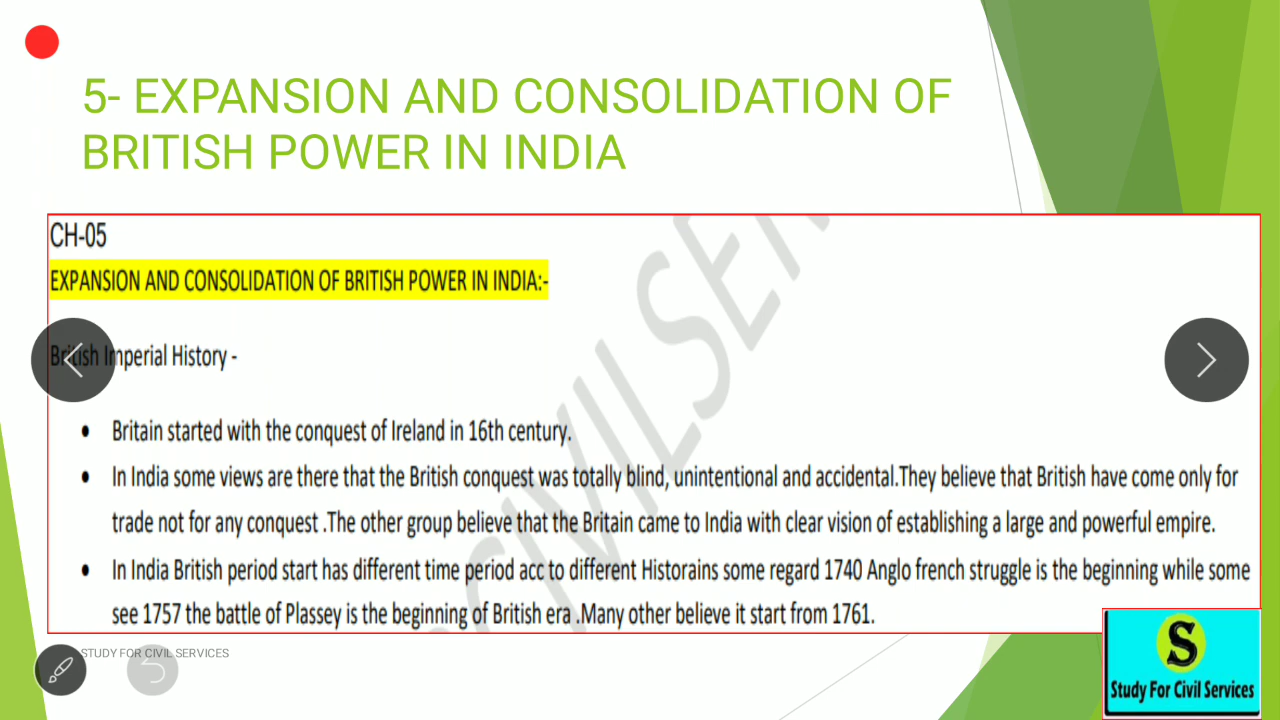 5- EXPANSION AND CONSOLIDATION OF
BRITISH POWER IN INDIA
CH-05
EXPANSION AND CONSOLIDATION OF BRITISH POWER IN INDIA:-
British Imperial History -
• Britain started with the conquest of Ireland in 16th century.
• In India some views are there that the British conquest was totally blind, unintentional and accidental.They believe that British have come only for
trade not for any conquest .The other group believe that the Britain came to India with clear vision of establishing a large and powerful empire.
• In India British period start has different time period acc to different Historains some regard 1740 Anglo french struggle is the beginning while some
see 1757 the battle of Plassey is the beginning of British era .Many other believe it start from 1761.
STUDY FOR CIVIL SERVICES
S
Study For Civil Services